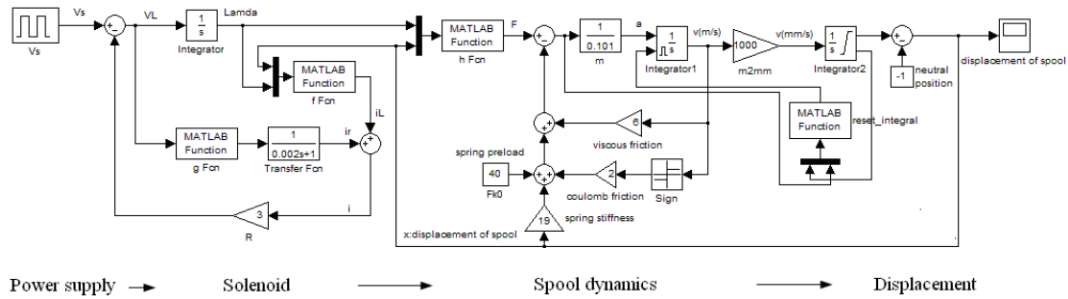 Vs
Vs
VL
1
s
Integrator
Lamda
MATLAB
Function
f Fcn
iL
MATLAB
Function
g Fcn
1
0.002s+1
Transfer Fcn
ir
3
R
i
MATLAB
Function
h Fcn
F
1
0.101
m
a
1
s
Integrator1
v(m/s)
1000
m2mm
v(mm/s)
1
s
Integrator2
-1
neutral
position
displacement of spool
MATLAB
Function
reset_integral
6
viscous friction
spring preload
40
Fk0
2
coulomb friction
Sign
19
spring stiffness
x:displacement of spool
Power supply
Solenoid
Spool dynamics
Displacement